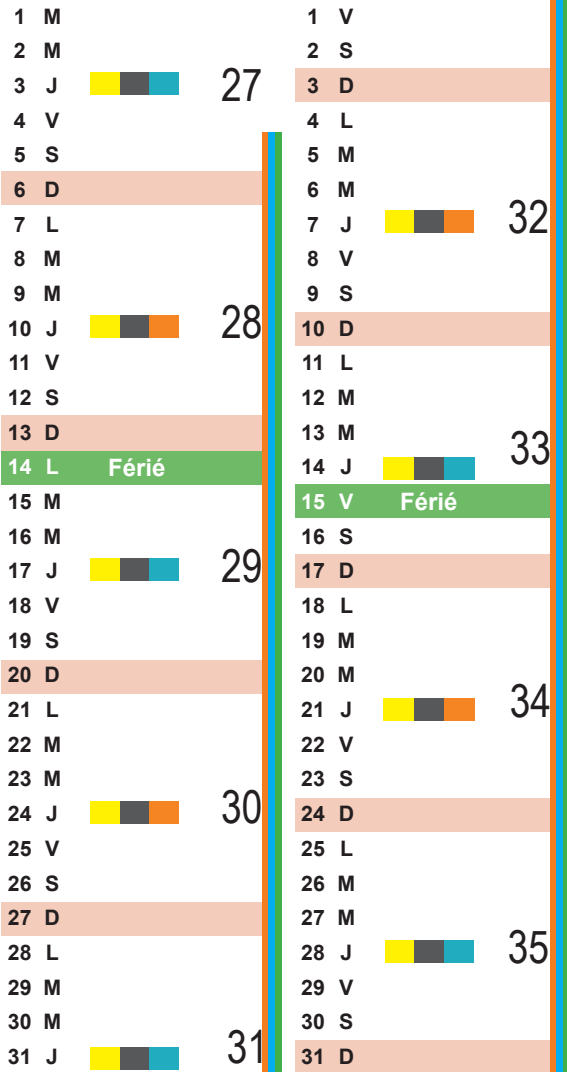 1 M
2 M
3 J 27
4 V
5 S
6 D
7 L
8 M
9 M
10 J 28
11 V
12 S
13 D
14 L Férié
15 M
16 M
17 J 29
18 V
19 S
20 D
21 L
22 M
23 M
24 J 30
25 V
26 S
27 D
28 L
29 M
30 M
31 J 31
1 V
2 S
3 D
4 L
5 M
6 M
7 J 32
8 V
9 S
10 D
11 L
12 M
13 M 33
14 J
15 V Férié
16 S
17 D
18 L
19 M
20 M
21 J 34
22 V
23 S
24 D
25 L
26 M
27 M
28 J 35
29 V
30 S
31 D